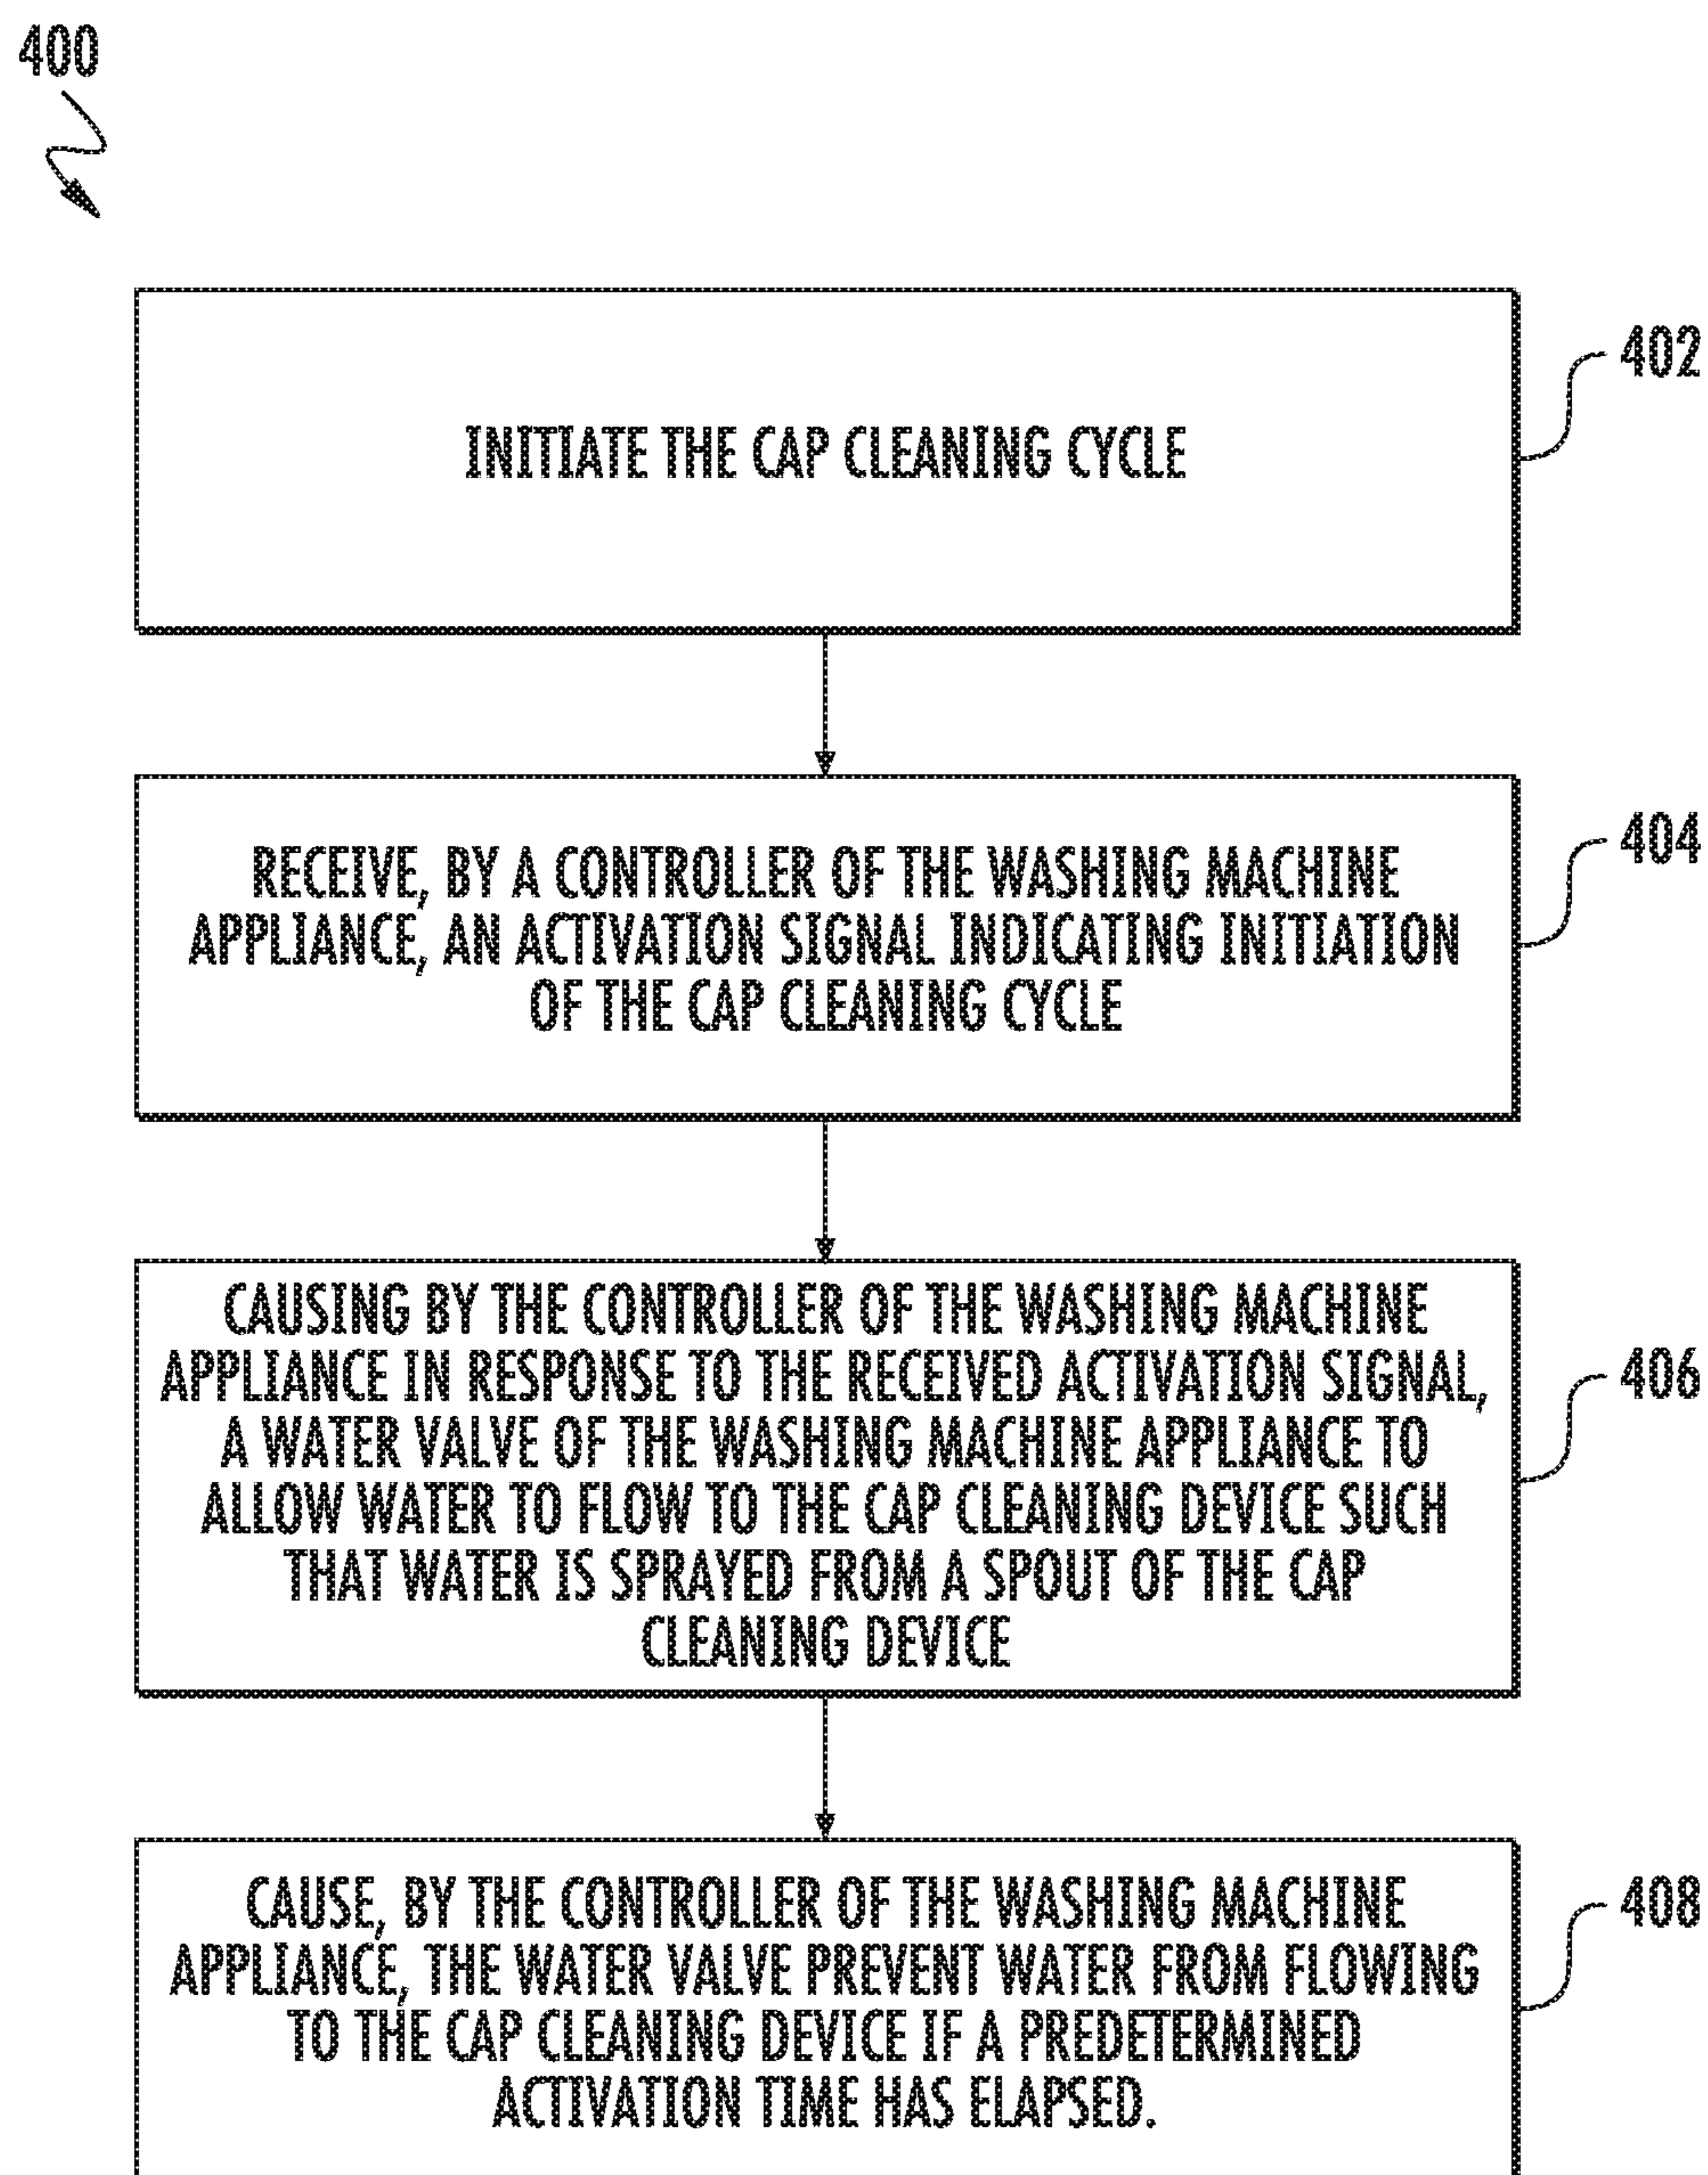 400
INITIATE THE CAP CLEANING CYCLE
402
RECEIVE, BY A CONTROLLER OF THE WASHING MACHINE
APPLIANCE, AN ACTIVATION SIGNAL INDICATING INITIATION
OF THE CAP CLEANING CYCLE
404
CAUSING BY THE CONTROLLER OF THE WASHING MACHINE
APPLIANCE IN RESPONSE TO THE RECEIVED ACTIVATION SIGNAL,
A WATER VALVE OF THE WASHING MACHINE APPLIANCE TO
ALLOW WATER TO FLOW TO THE CAP CLEANING DEVICE SUCH
THAT WATER IS SPRAYED FROM A SPOUT OF THE CAP
CLEANING DEVICE
406
CAUSE, BY THE CONTROLLER OF THE WASHING MACHINE
APPLIANCE, THE WATER VALVE PREVENT WATER FROM FLOWING
TO THE CAP CLEANING DEVICE IF A PREDETERMINED
ACTIVATION TIME HAS ELAPSED.
408